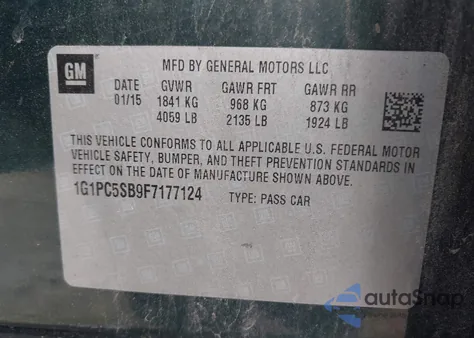 GM
MFD BY GENERAL MOTORS LLC
DATE GVWR GAWR FRT GAWR RR
01/15 1841 KG 968 KG 873 KG
4059 LB 2135 LB 1924 LB
THIS VEHICLE CONFORMS TO ALL APPLICABLE U.S. FEDERAL MOTOR
VEHICLE SAFETY, BUMPER, AND THEFT PREVENTION STANDARDS
IN EFFECT ON THE DATE OF MANUFACTURE SHOWN ABOVE.
1G1PC5SB9F7177124 TYPE: PASS CAR
autoSnap